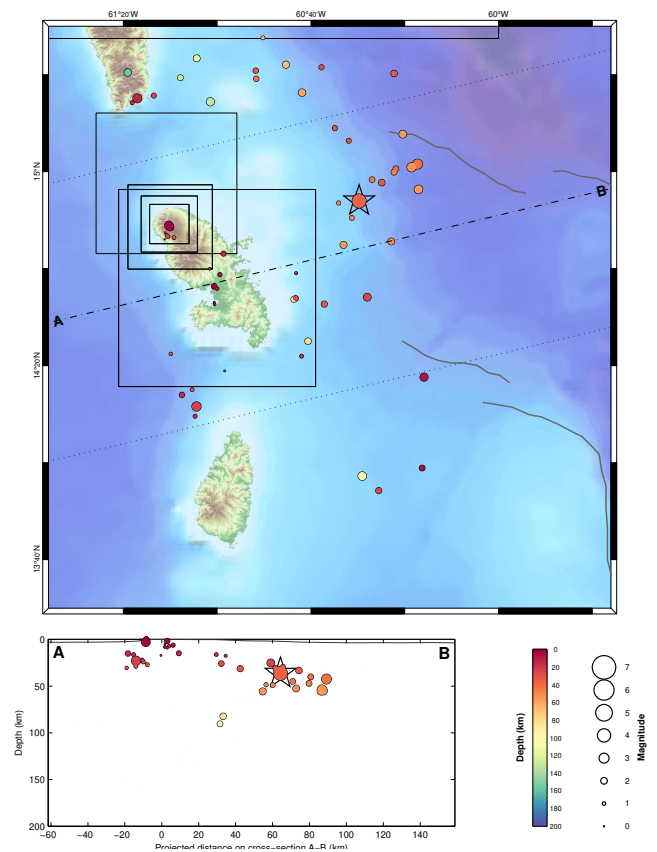 61°20'W 60°40'W 60°W
15°N
B
A
14°20'N
13°40'N
A B
0
50
100
150
200
Depth (km)
−60 −40 −20 0 20 40 60 80 100 120 140
Projected distance on cross−section A−B (km)
Depth (km)
0
20
40
60
80
100
120
140
160
180
200
7
6
5
4
3
2
1
0
Magnitude